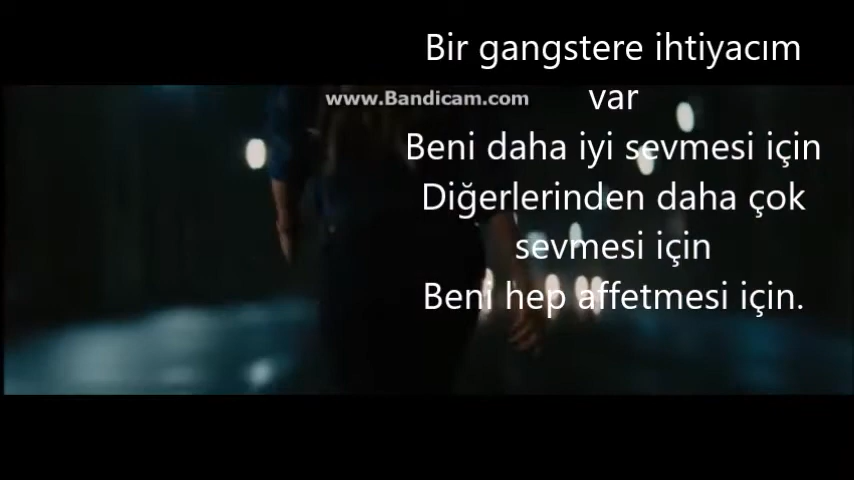 Bir gangstere ihtiyacım
www.Bandicam.com
var
Beni daha iyi sevmesi için
Diğerlerinden daha çok
sevmesi için
Beni hep affetmesi için.